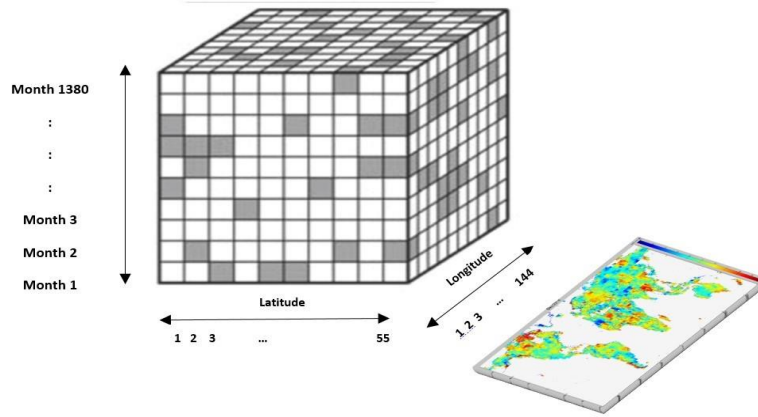 Month 1380
:
:
:
Month 3
Month 2
Month 1
Latitude
1 2 3 ... 55
Longitude
1 2 3 ... 144